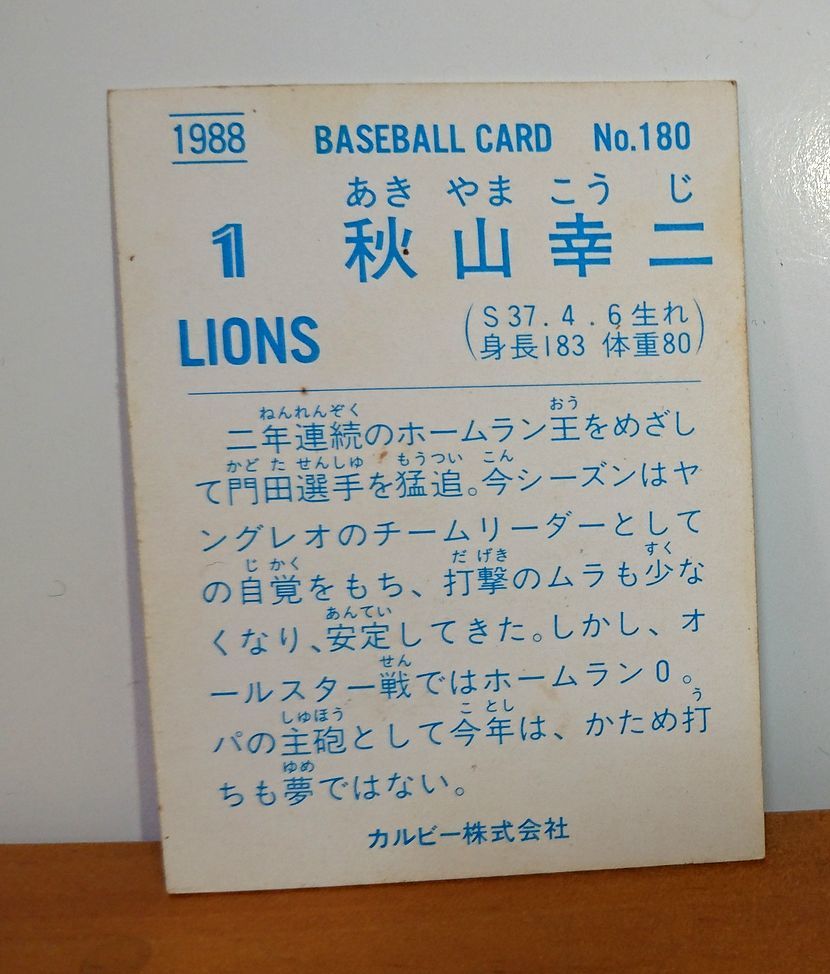 1988 BASEBALL CARD No.180
あき やま こう じ
1 秋山幸二
LIONS
(S37.4.6生れ
身長183 体重80)
ねんれんぞく おう
二年連続のホームラン王をめざし
かど た せんしゅ もうつい こん
て門田選手を猛追。今シーズンはヤ
ングレオのチームリーダーとして
じ かく だ げき すく
の自覚をもち、打撃のムラも少な
あんてい
くなり、安定してきた。しかし、オ
せん
ールスター戦ではホームラン0。
しゅほう こ とし う
パの主砲として今年は、かため打
ゆめ
ちも夢ではない。
カルビー株式会社